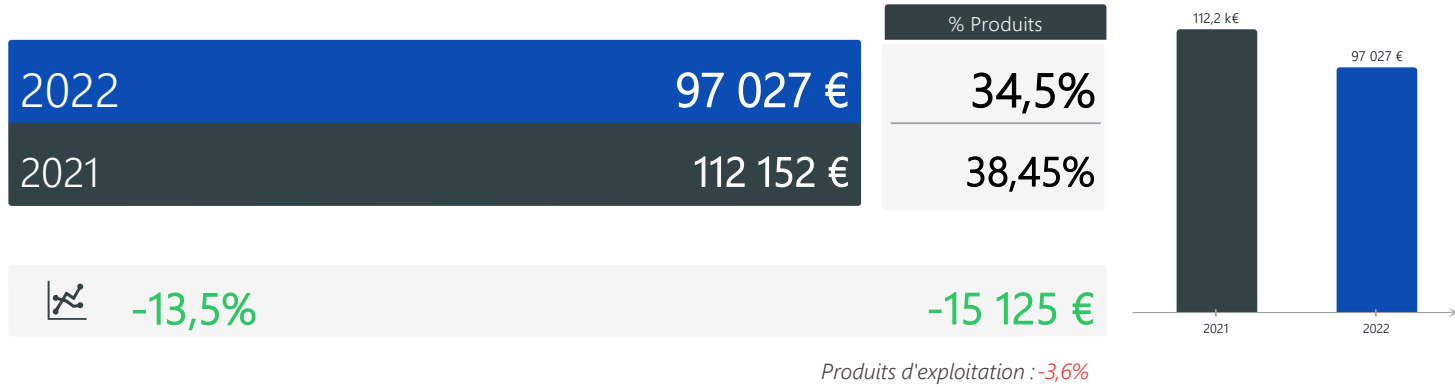 % Produits
2022 97 027 € 34,5%
2021 112 152 € 38,45%
-13,5% -15 125 €
Produits d'exploitation : -3,6%
112,2 k€
97 027 €
2021 2022